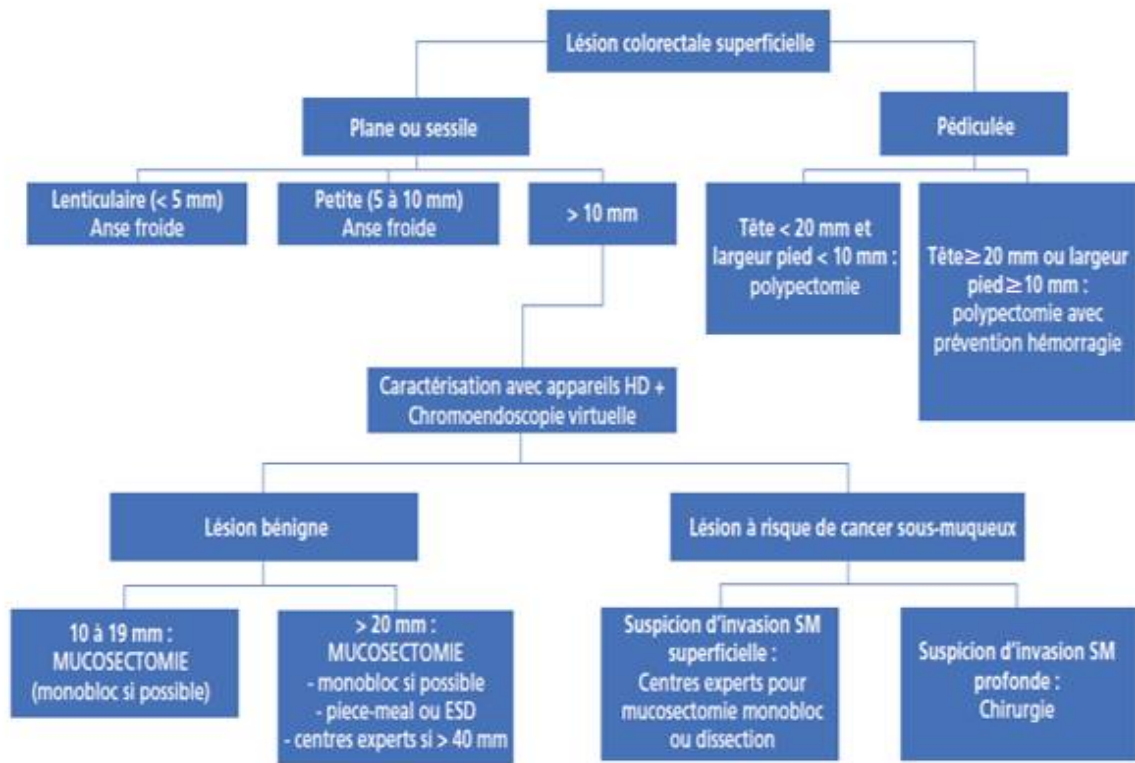 Lésion colorectale superficielle
Plane ou sessile
Pédiculée
Lenticulaire (< 5 mm)
Anse froide
Petite (5 à 10 mm)
Anse froide
> 10 mm
Tête < 20 mm et
largeur pied < 10 mm :
polypectomie
Tête≥20 mm ou largeur
pied≥10 mm :
polypectomie avec
prévention hémorragie
Caractérisation avec appareils HD +
Chromoendoscopie virtuelle
Lésion bénigne
Lésion à risque de cancer sous-muqueux
10 à 19 mm :
MUCOSECTOMIE
(monobloc si possible)
> 20 mm :
MUCOSECTOMIE
- monobloc si possible
- piece-meal ou ESD
- centres experts si > 40 mm
Suspicion d'invasion SM
superficielle :
Centres experts pour
mucosectomie monobloc
ou dissection
Suspicion d'invasion SM
profonde :
Chirurgie